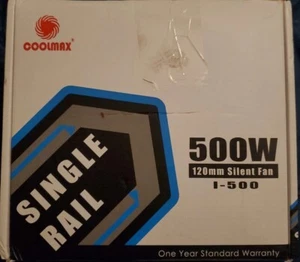 COOLMAX®
500W
120mm Silent Fan
I-500
SINGLE
RAIL
One Year Standard Warranty